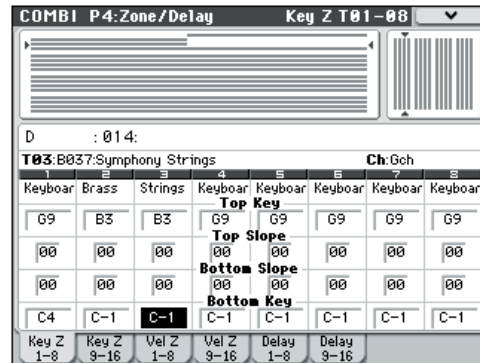 COMBI P4:Zone/Delay Key Z T01-08
D :014:
T03:B037:Symphony Strings Ch:Gch
1 2 3 4 5 6 7 8
Keyboar Brass Strings Keyboar Keyboar Keyboar Keyboar Keyboar
Top Key
G9 B3 B3 G9 G9 G9 G9 G9
Top Slope
00 00 00 00 00 00 00 00
Bottom Slope
00 00 00 00 00 00 00 00
Bottom Key
C4 C-1 C-1 C-1 C-1 C-1 C-1 C-1
Key Z 1-8 Key Z 9-16 Vel Z 1-8 Vel Z 9-16 Delay 1-8 Delay 9-16